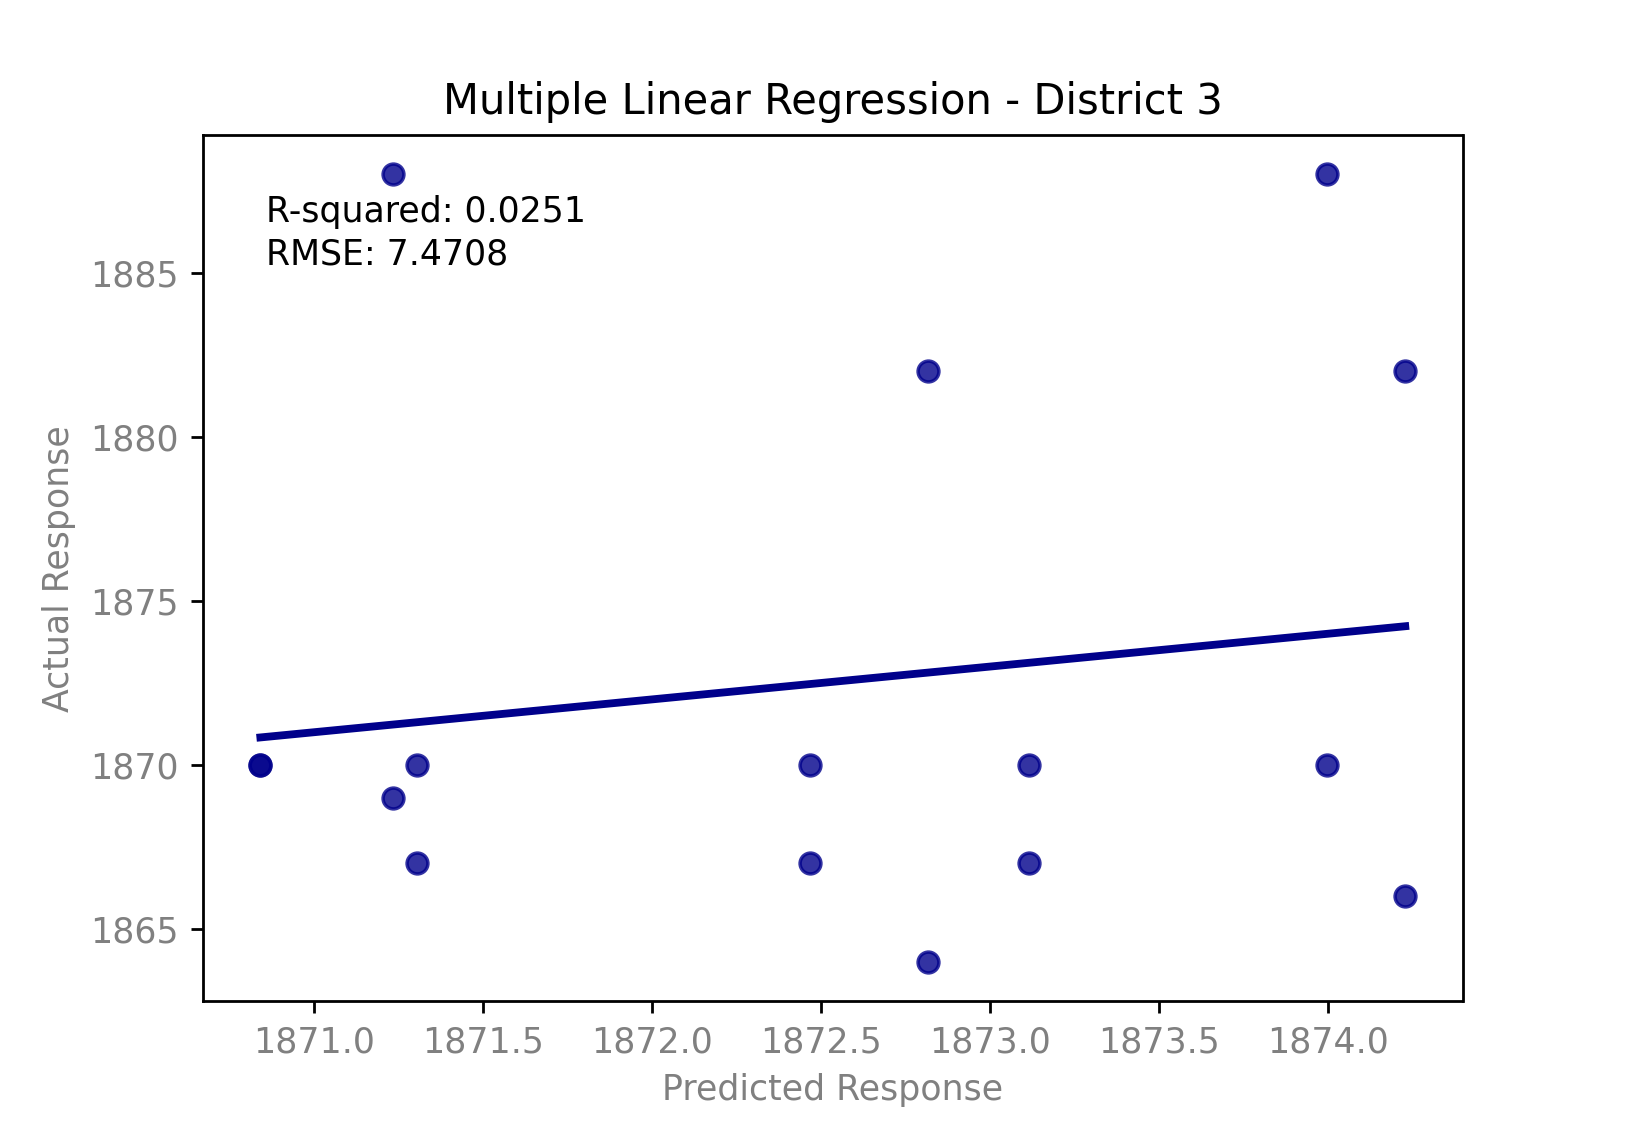 Multiple Linear Regression - District 3
R-squared: 0.0251
RMSE: 7.4708
1885
1880
1875
1870
1865
Actual Response
1871.0 1871.5 1872.0 1872.5 1873.0 1873.5 1874.0
Predicted Response